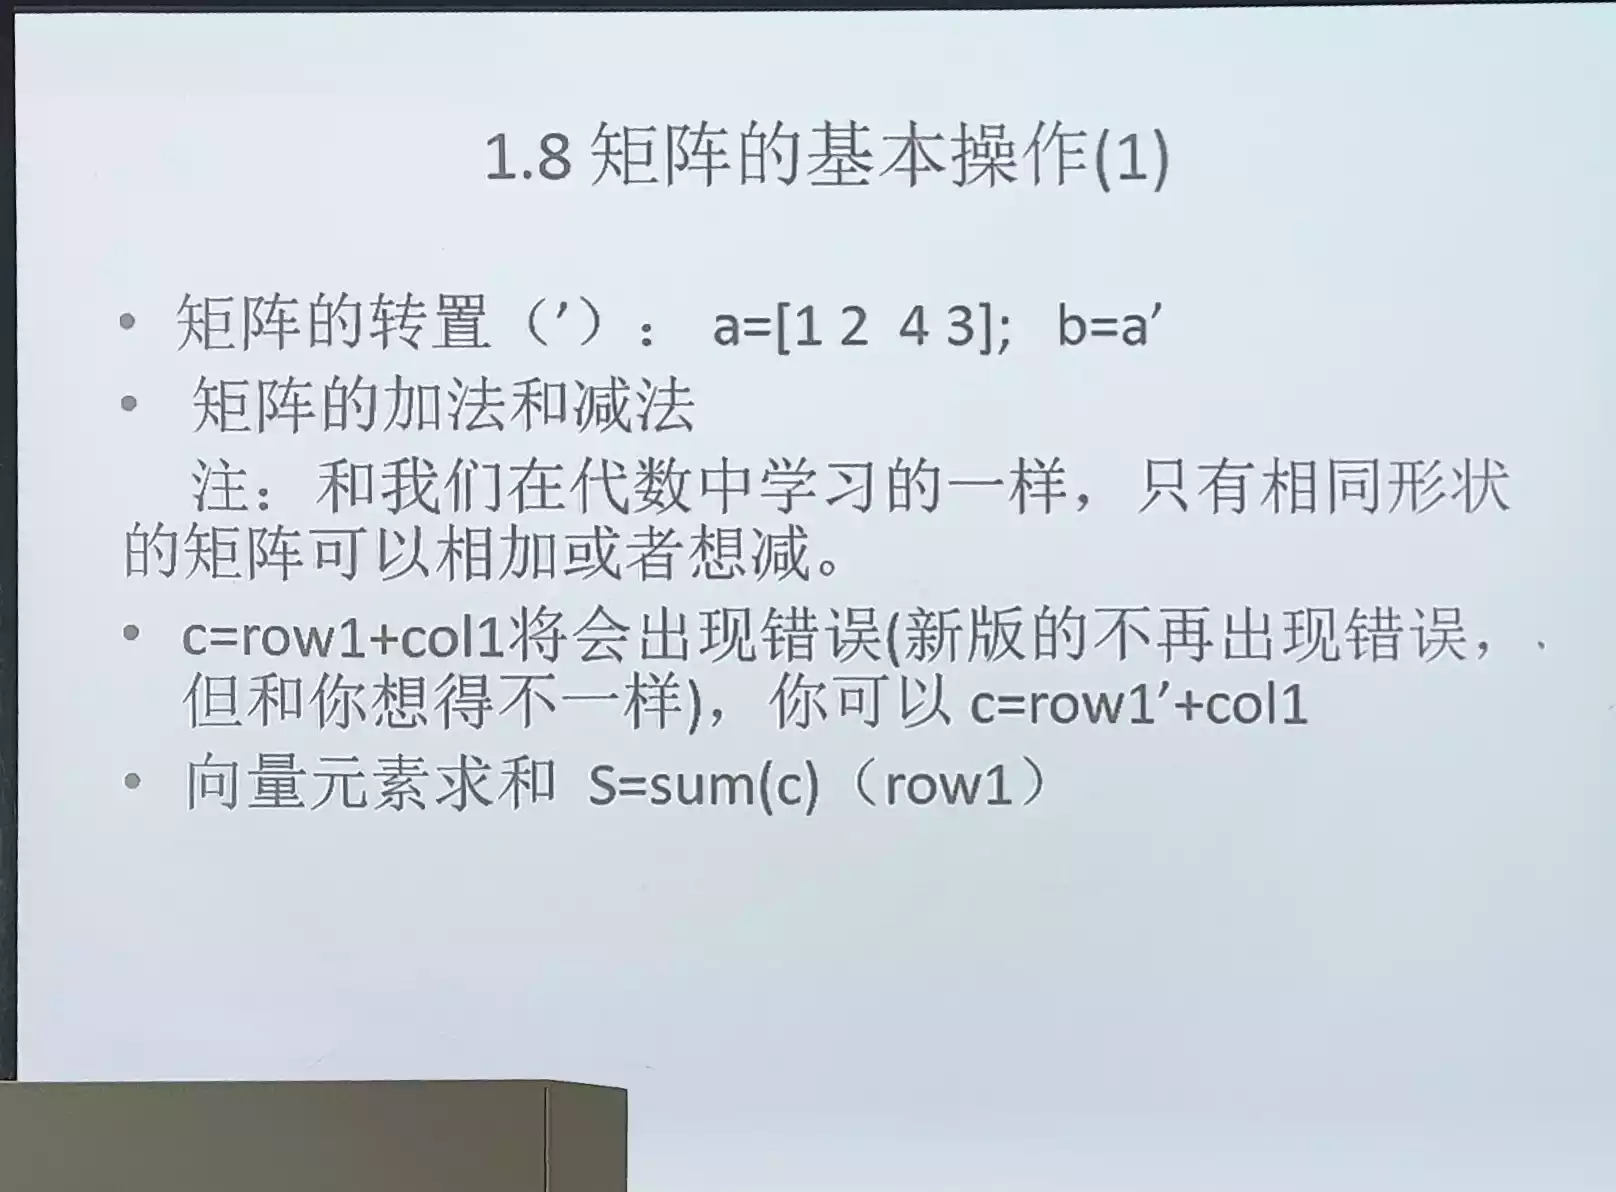 1.8 矩阵的基本操作(1)
• 矩阵的转置（′）： a=[1 2  4 3];  b=a′
• 矩阵的加法和减法
注：和我们在代数中学习的一样，只有相同形状
的矩阵可以相加或者想减。
• c=row1+col1将会出现错误(新版的不再出现错误，
但和你想得不一样)，你可以 c=row1′+col1
• 向量元素求和  S=sum(c)（row1）